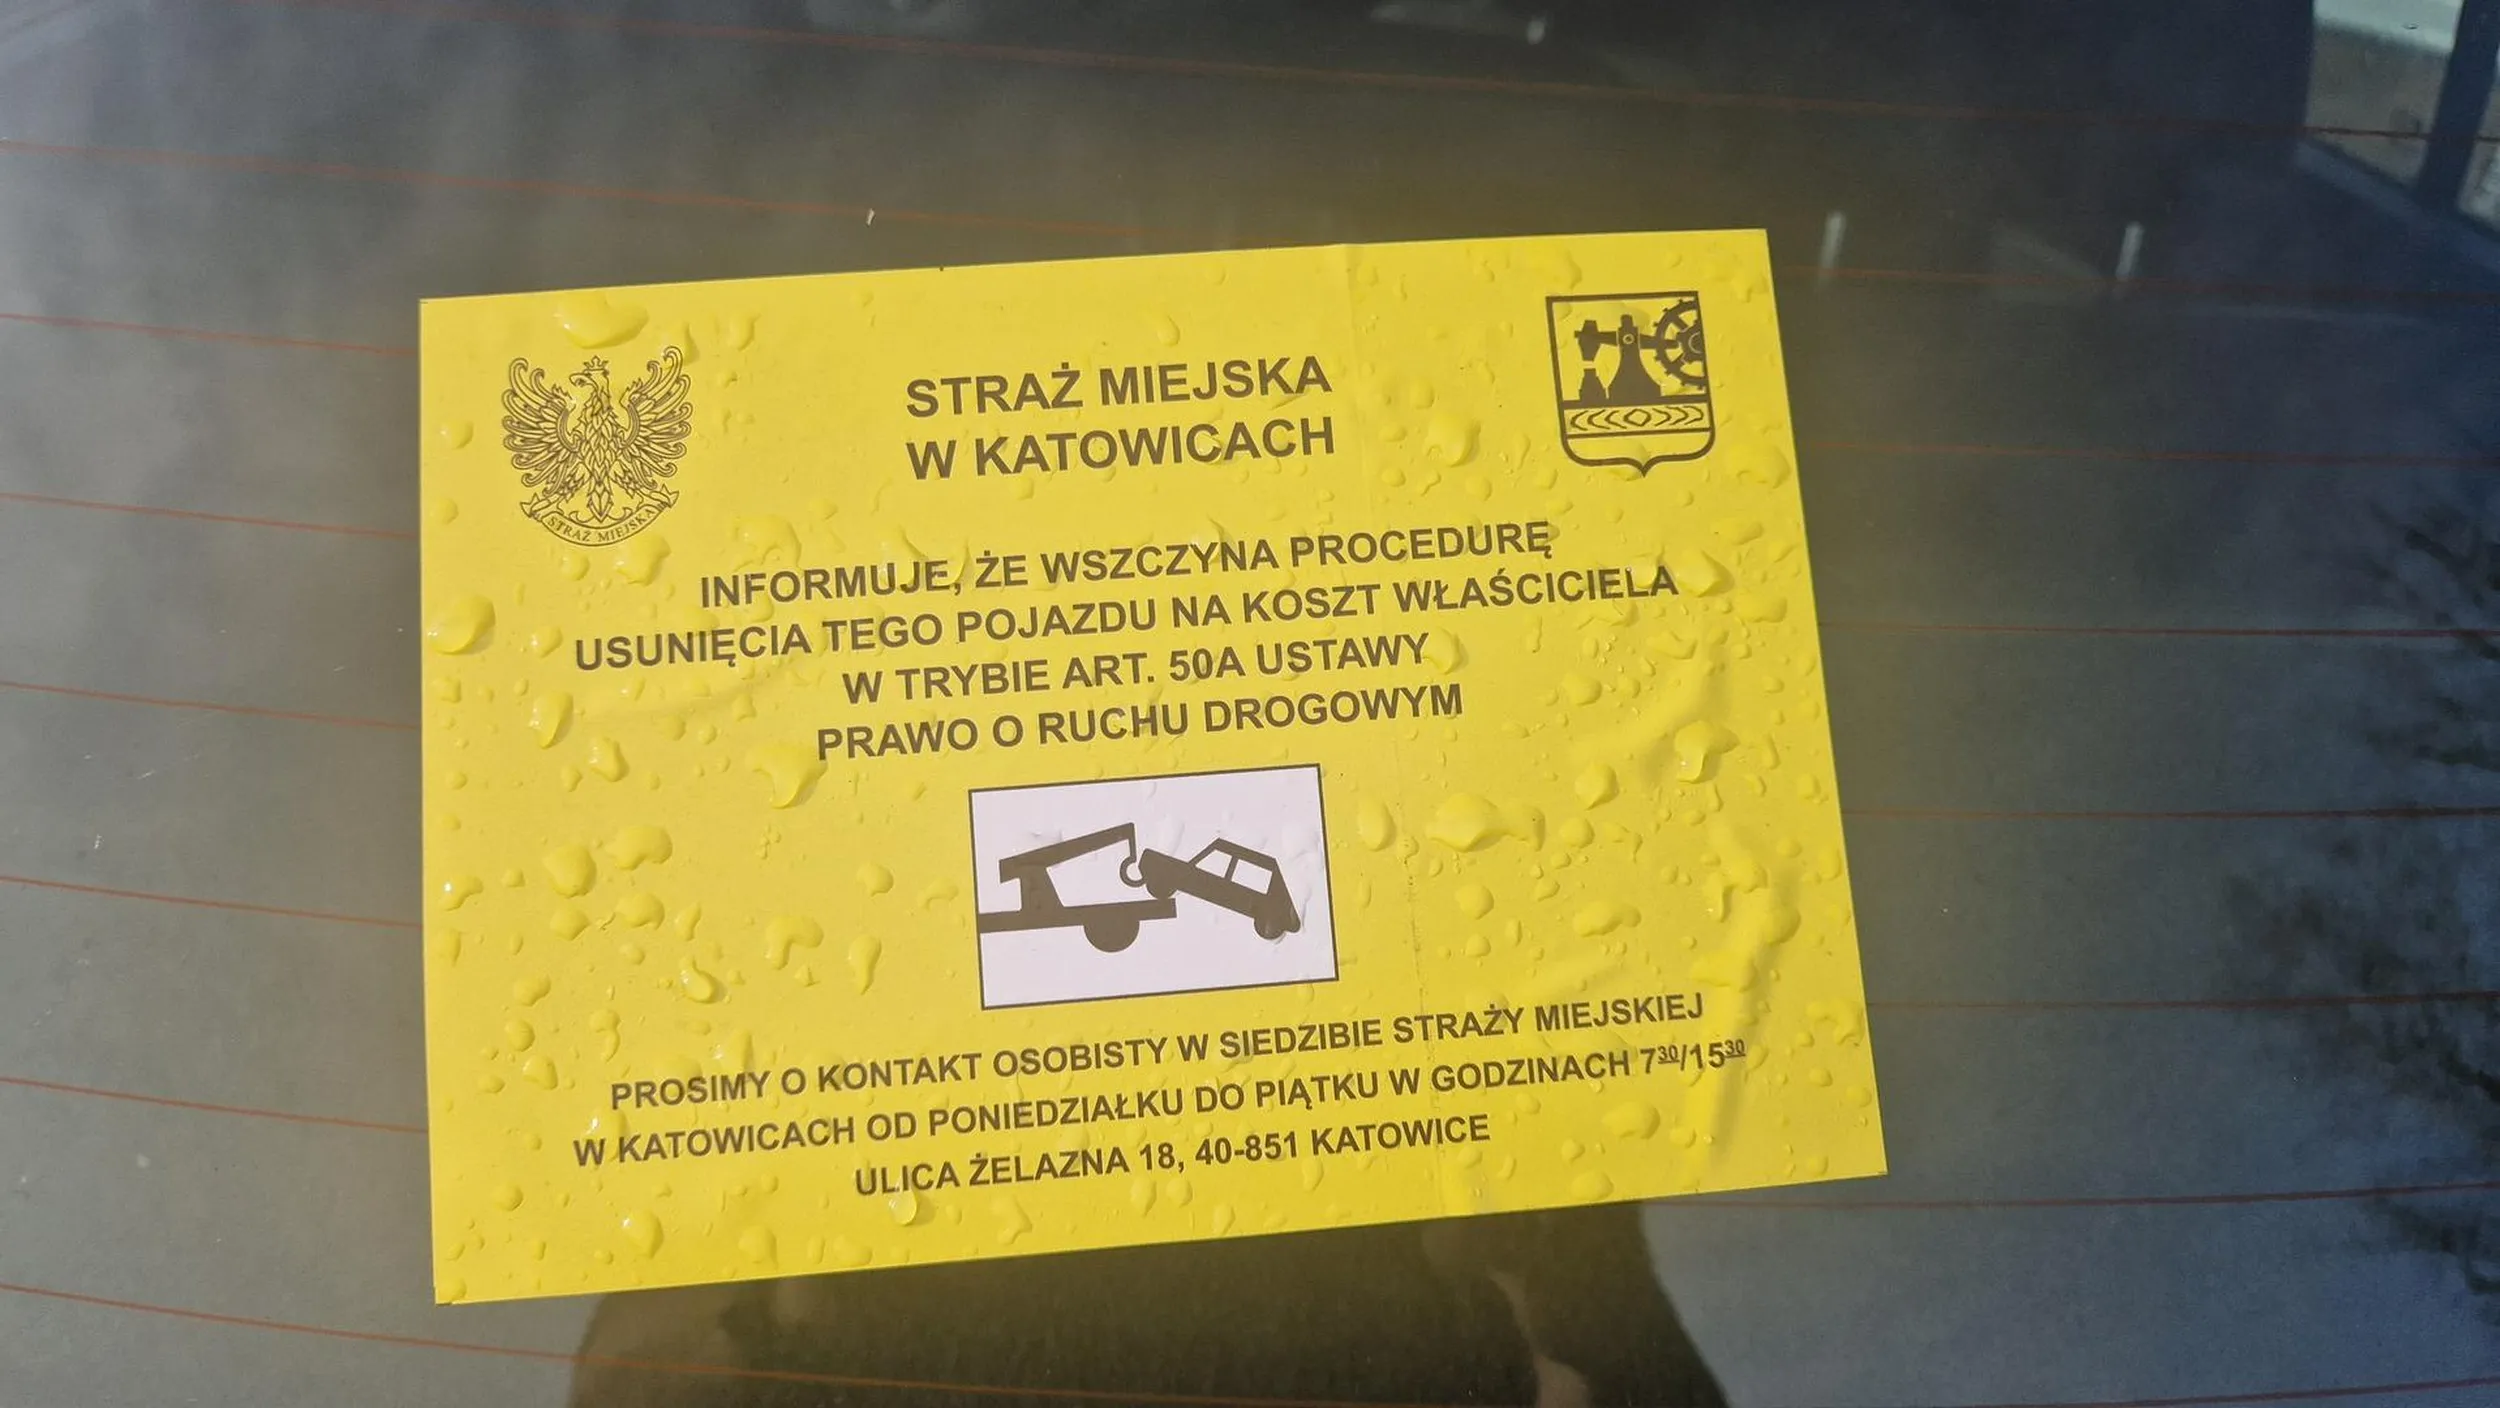 STRAŻ MIEJSKA
W KATOWICACH
STRAŻ MIEJSKA
INFORMUJE, ŻE WSZCZYNA PROCEDURĘ
USUNIĘCIA TEGO POJAZDU NA KOSZT WŁAŚCICIELA
W TRYBIE ART. 50A USTAWY
PRAWO O RUCHU DROGOWYM
PROSIMY O KONTAKT OSOBISTY W SIEDZIBIE STRAŻY MIEJSKIEJ
W KATOWICACH OD PONIEDZIAŁKU DO PIĄTKU W GODZINACH 7³⁰/15³⁰
ULICA ŻELAZNA 18, 40-851 KATOWICE